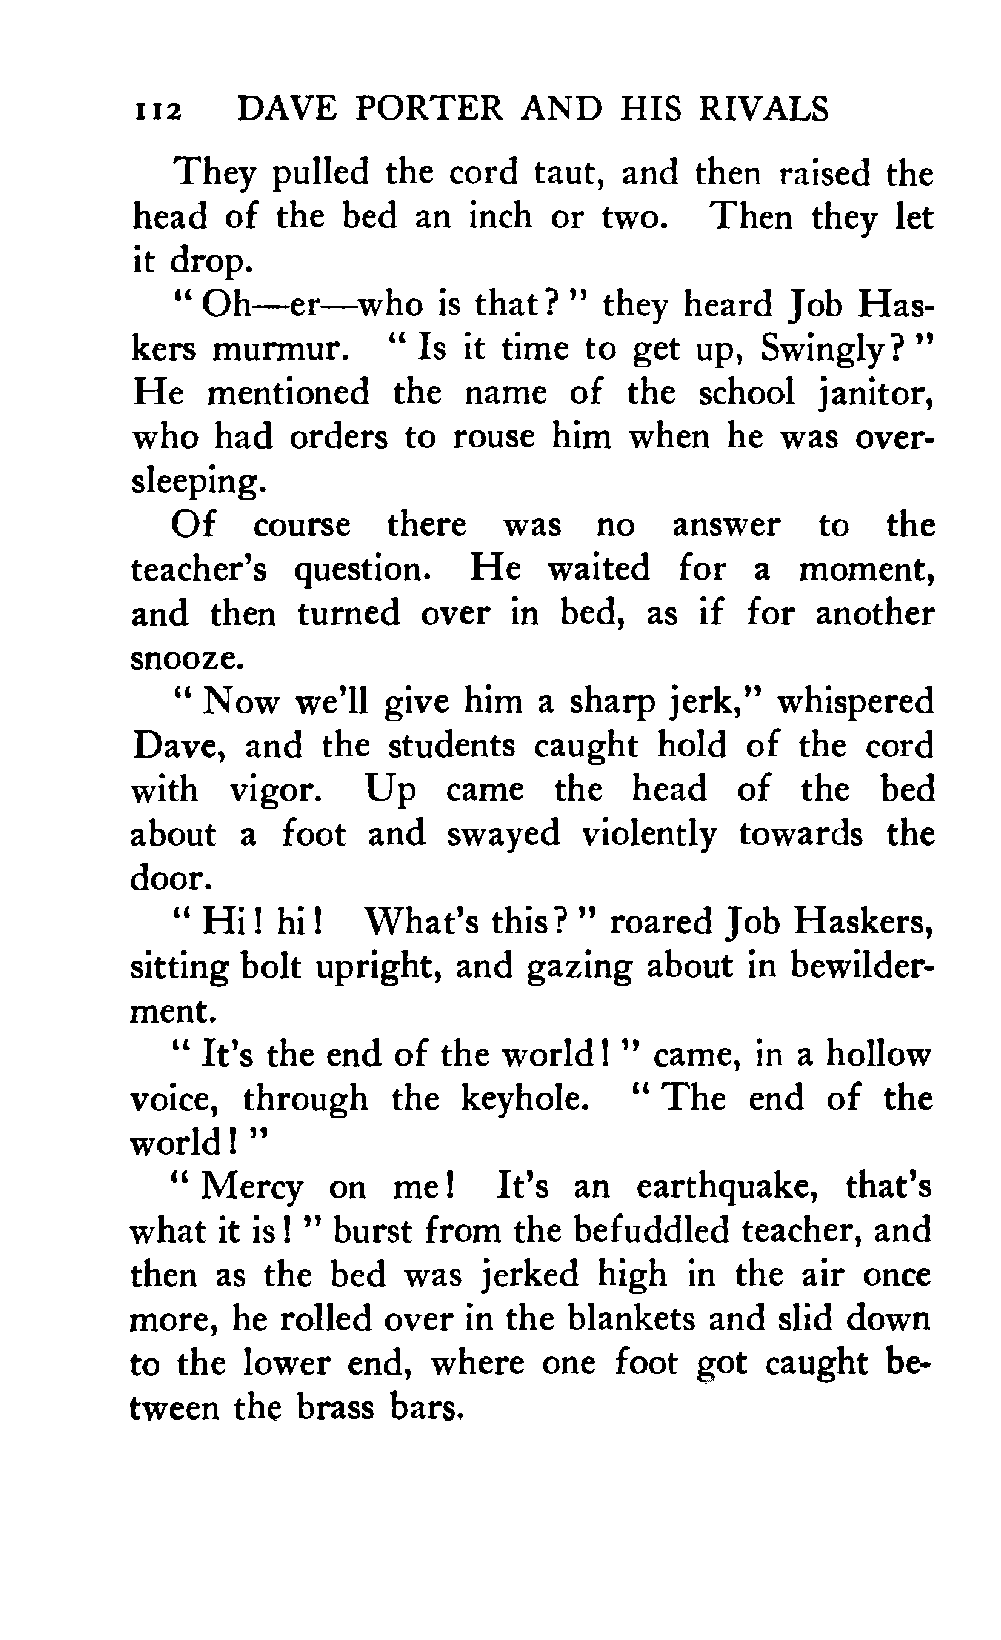 112 DAVE PORTER AND HIS RIVALS
They pulled the cord taut, and then raised the
head of the bed an inch or two. Then they let
it drop.
" Oh—er—who is that? " they heard Job Has-
kers murmur. " Is it time to get up, Swingly? "
He mentioned the name of the school janitor,
who had orders to rouse him when he was over-
sleeping.
Of course there was no answer to the
teacher's question. He waited for a moment,
and then turned over in bed, as if for another
snooze.
" Now we'll give him a sharp jerk," whispered
Dave, and the students caught hold of the cord
with vigor. Up came the head of the bed
about a foot and swayed violently towards the
door.
" Hi! hi! What's this? " roared Job Haskers,
sitting bolt upright, and gazing about in bewilder-
ment.
" It's the end of the world! " came, in a hollow
voice, through the keyhole. " The end of the
world! "
" Mercy on me! It's an earthquake, that's
what it is! " burst from the befuddled teacher, and
then as the bed was jerked high in the air once
more, he rolled over in the blankets and slid down
to the lower end, where one foot got caught be-
tween the brass bars.